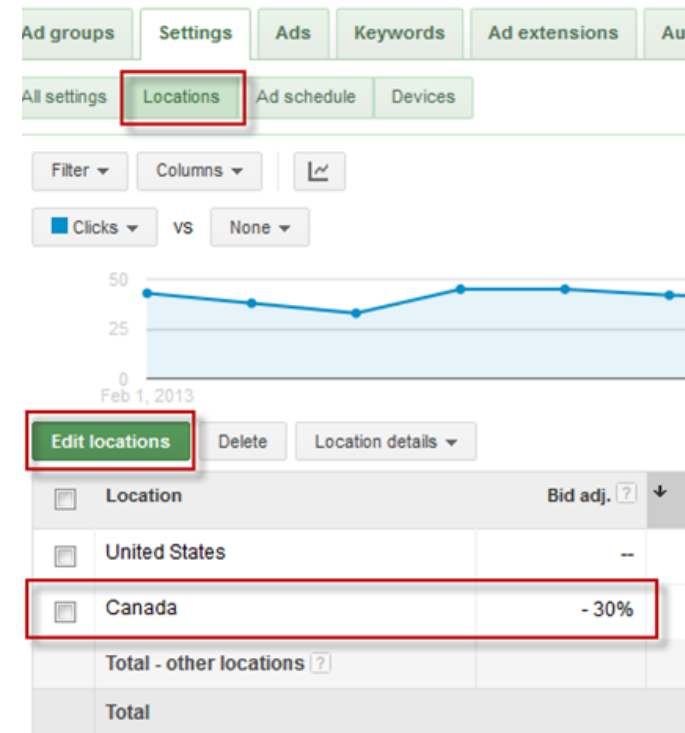 Ad groups Settings Ads Keywords Ad extensions Au
All settings Locations Ad schedule Devices
Filter Columns
Clicks vs None
50
25
0
Feb 1, 2013
Edit locations Delete Location details
Location Bid adj. ?
United States --
Canada - 30%
Total - other locations ?
Total